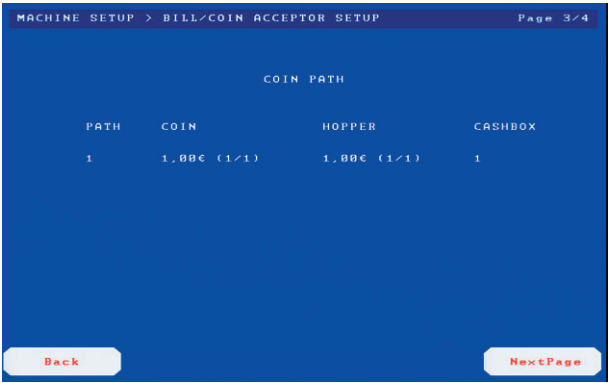 MACHINE SETUP > BILL/COIN ACCEPTOR SETUP Page 3/4
COIN PATH
PATH COIN HOPPER CASHBOX
1 1,00€ (1/1) 1,00€ (1/1) 1
Back NextPage